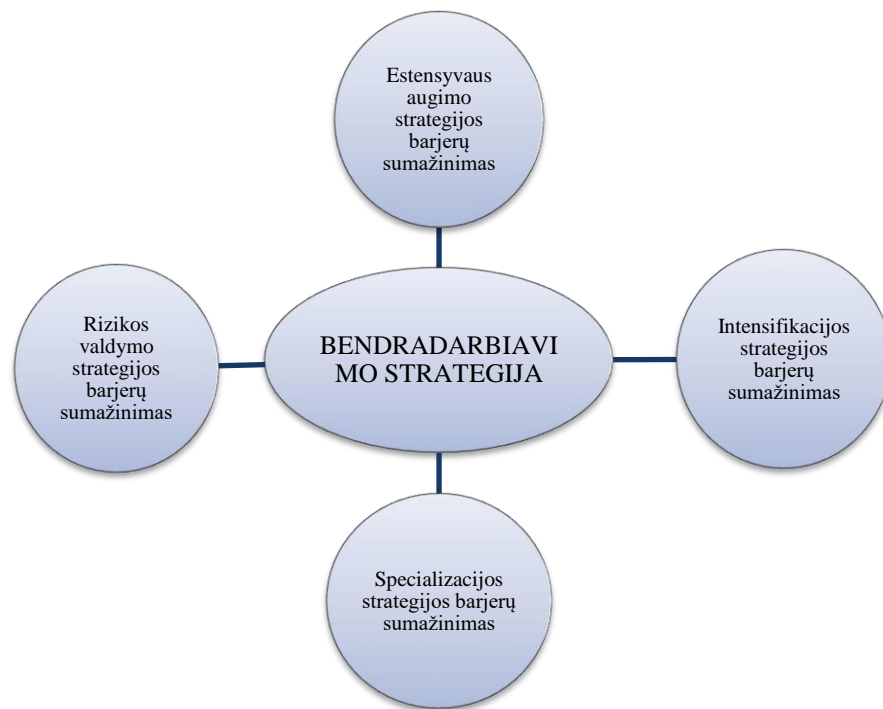 Estensyvaus
augimo
strategijos
barjerų
sumažinimas
Rizikos
valdymo
strategijos
barjerų
sumažinimas
BENDRADARBIAVI
MO STRATEGIJA
Intensifikacijos
strategijos
barjerų
sumažinimas
Specializacijos
strategijos barjerų
sumažinimas